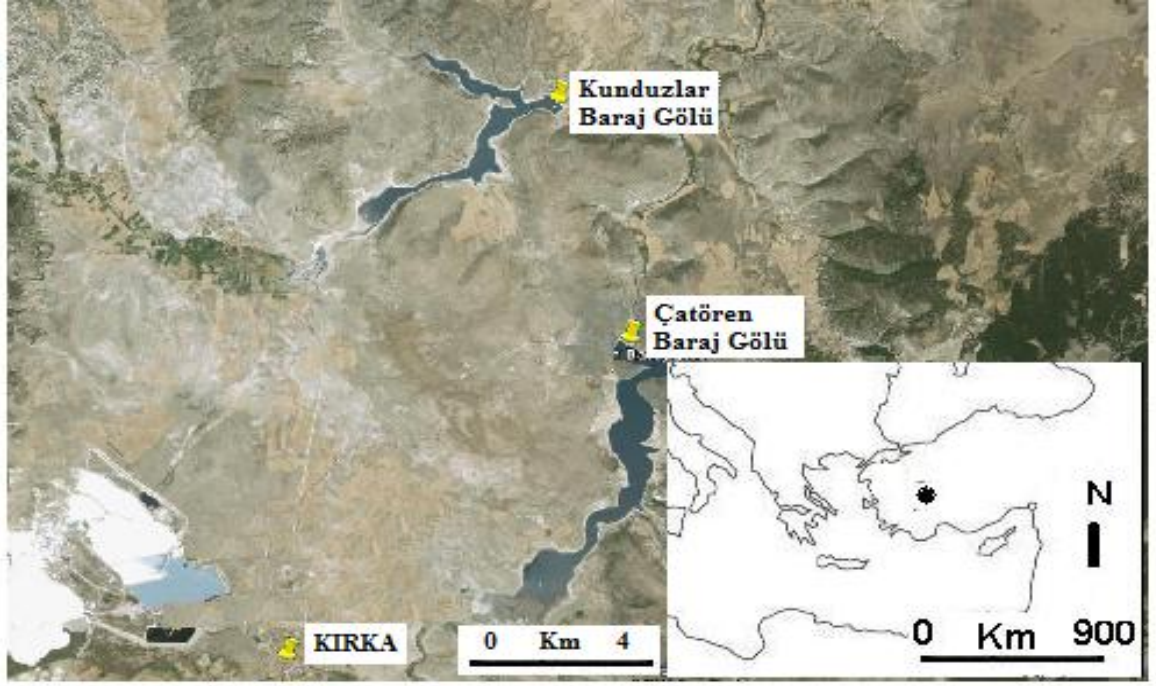 Kunduzlar
Baraj Gölü
Çatören
Baraj Gölü
N
KIRKA
0 Km 4
0 Km 900